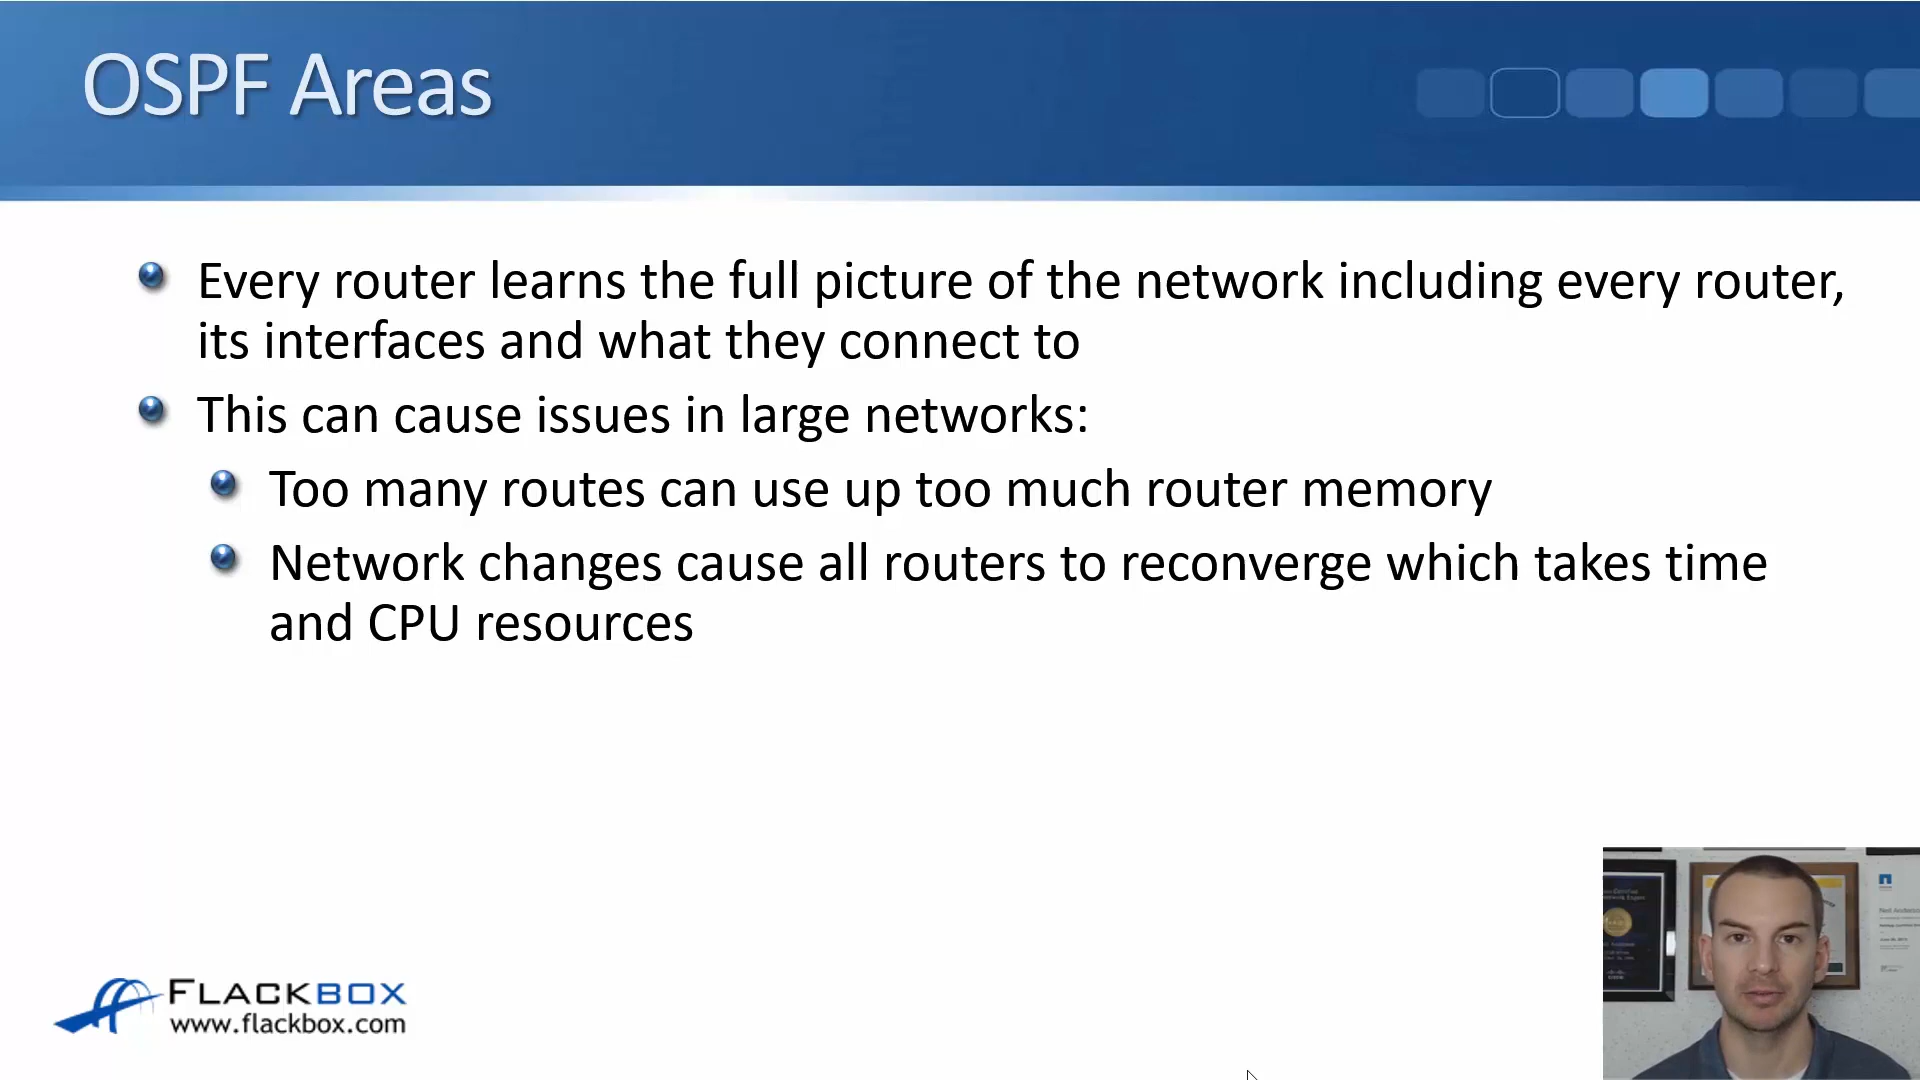 OSPF Areas
Every router learns the full picture of the network including every router,
its interfaces and what they connect to
This can cause issues in large networks:
Too many routes can use up too much router memory
Network changes cause all routers to reconverge which takes time
and CPU resources
FLACKBOX
www.flackbox.com